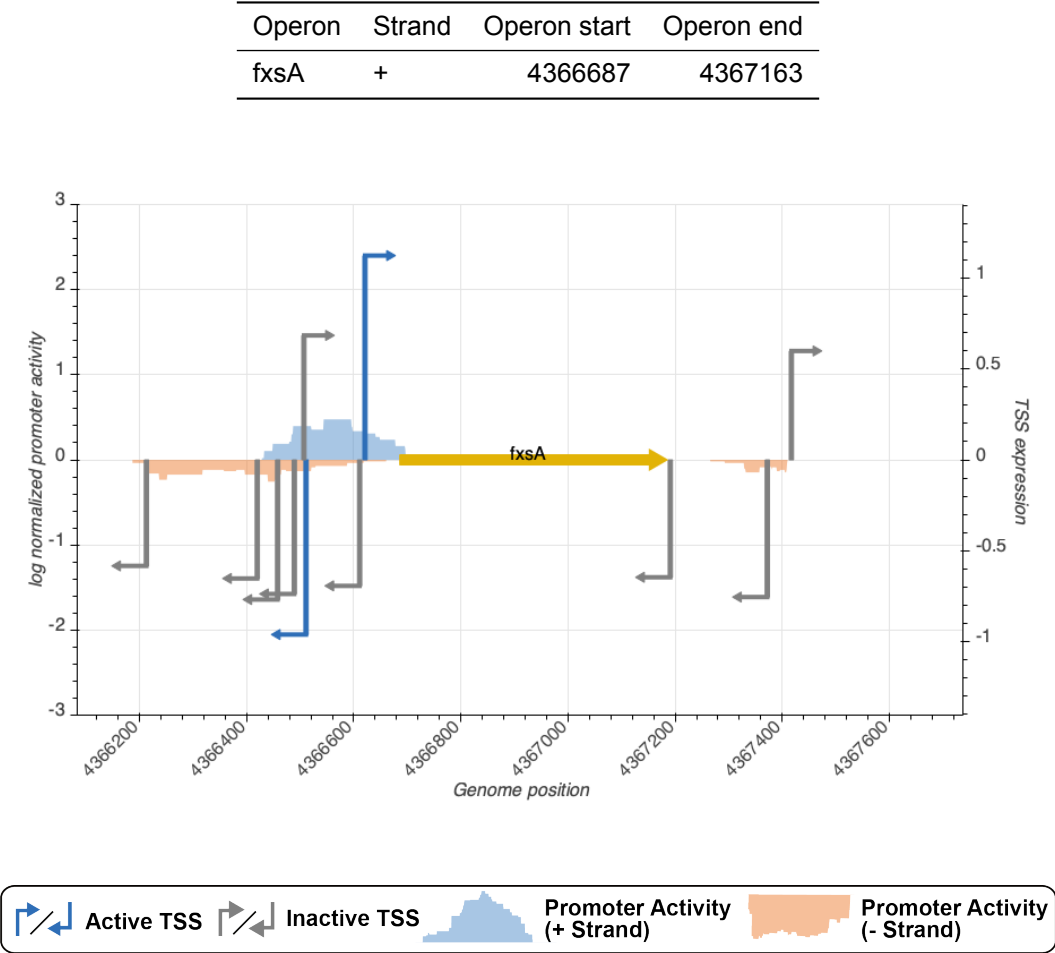 Operon Strand Operon start Operon end
fxsA + 4366687 4367163
3
2
1
0
-1
-2
-3
log normalized promoter activity
1
0.5
0
-0.5
-1
TSS expression
fxsA
4366200 4366400 4366600 4366800 4367000 4367200 4367400 4367600
Genome position
Active TSS
Inactive TSS
Promoter Activity
(+ Strand)
Promoter Activity
(- Strand)